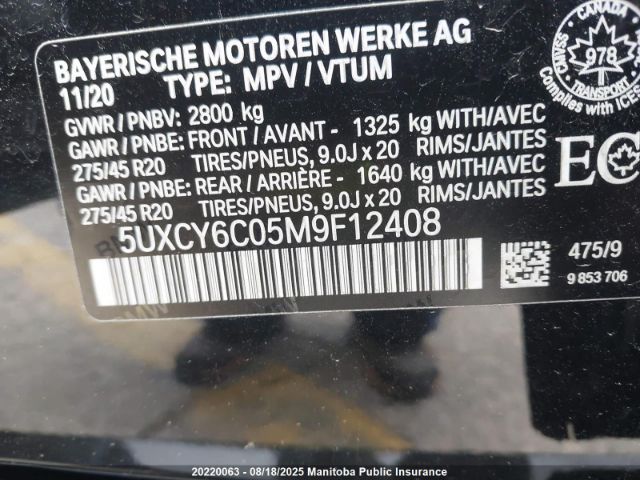 BAYERISCHE MOTOREN WERKE AG
11/20 TYPE: MPV / VTUM
GVWR / PNBV: 2800 kg
GAWR / PNBE: FRONT / AVANT - 1325 kg WITH/AVEC
275/45 R20 TIRES/PNEUS, 9.0J x 20 RIMS/JANTES
GAWR / PNBE: REAR / ARRIÈRE - 1640 kg WITH/AVEC
275/45 R20 TIRES/PNEUS, 9.0J x 20 RIMS/JANTES
5UXCY6C05M9F12408
CANADA
978
TRANSPORT
EC
475/9
9 853 706
20220063 - 08/18/2025 Manitoba Public Insurance